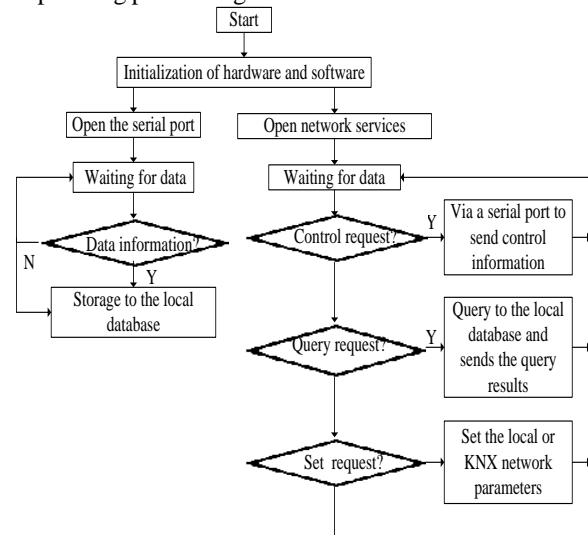 Start
Initialization of hardware and software
Open the serial port
Open network services
Waiting for data
Waiting for data
Data information?
N
Y
Storage to the local
database
Control request?
Y
Via a serial port to
send control
information
Query request?
Y
Query to the local
database and
sends the query
results
Set request?
Set the local or
KNX network
parameters